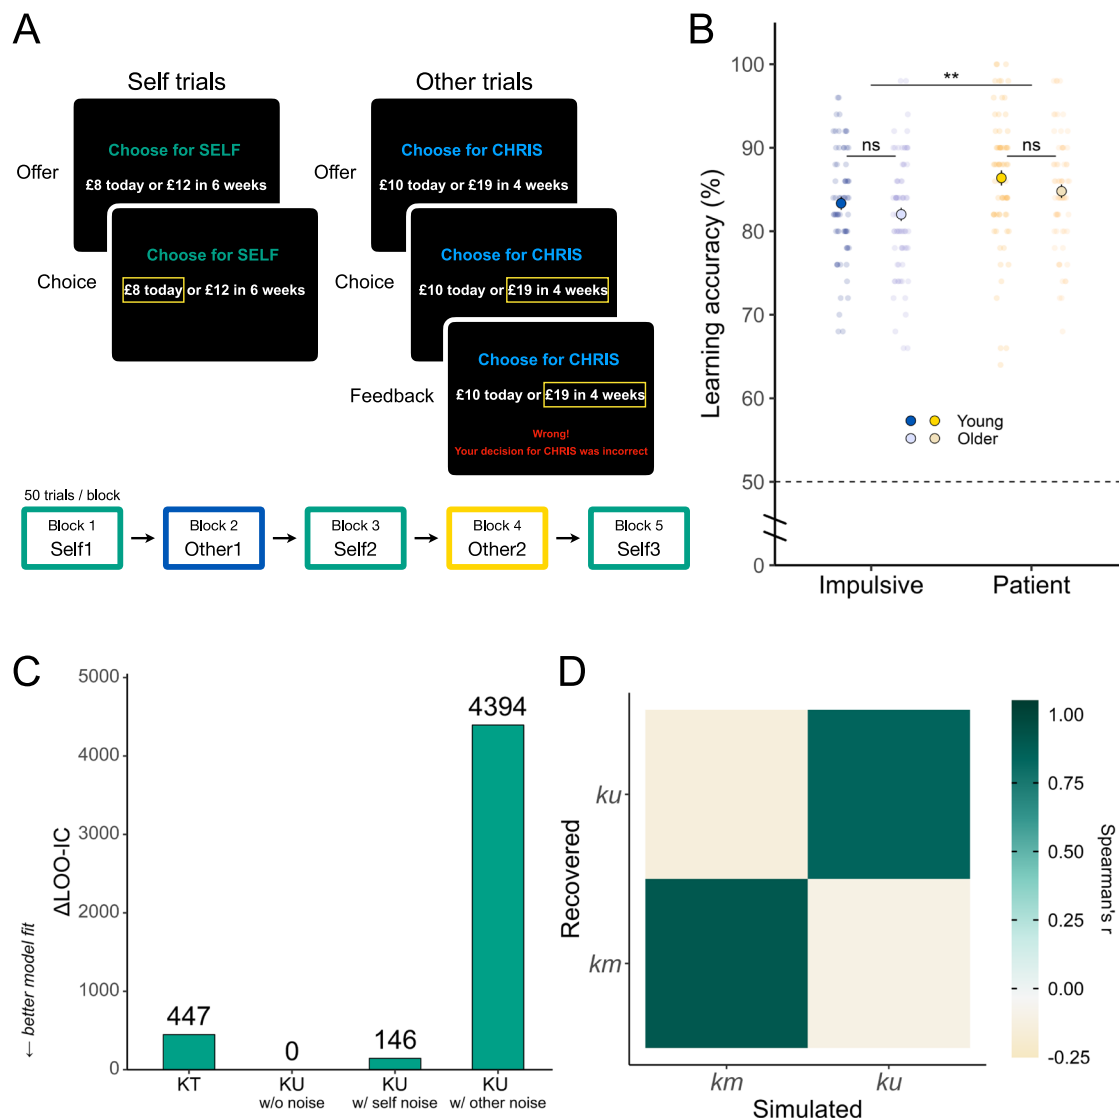 A
Self trials
Other trials
Offer
Choose for SELF
£8 today or £12 in 6 weeks
Choice
Choose for SELF
£8 today or £12 in 6 weeks
Offer
Choose for CHRIS
£10 today or £19 in 4 weeks
Choice
Choose for CHRIS
£10 today or £19 in 4 weeks
Feedback
Choose for CHRIS
£10 today or £19 in 4 weeks
Wrong!
Your decision for CHRIS was incorrect
50 trials / block
Block 1
Self1
Block 2
Other1
Block 3
Self2
Block 4
Other2
Block 5
Self3
B
Learning accuracy (%)
100
90
80
70
60
50
0
**
ns
ns
Young
Older
Impulsive
Patient
C
ΔLOO-IC
← better model fit
5000
4000
3000
2000
1000
0
447
0
146
4394
KT
KU
w/o noise
KU
w/ self noise
KU
w/ other noise
D
Recovered
ku
km
km
ku
Simulated
1.00
0.75
0.50
0.25
0.00
-0.25
Spearman's r